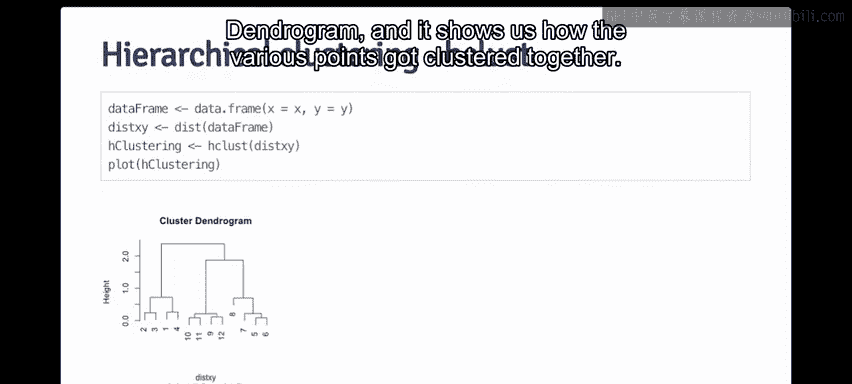 Dendrogram, and it shows us how the
various points got clustered together.
Hierarchical clustering
dataFrame <- data.frame(x = x, y = y)
distxy <- dist(dataFrame)
hClustering <- hclust(distxy)
plot(hClustering)
Cluster Dendrogram
Height
0.0 1.0 2.0
2 3 1 4 10 11 9 12 8 7 5 6
distxy